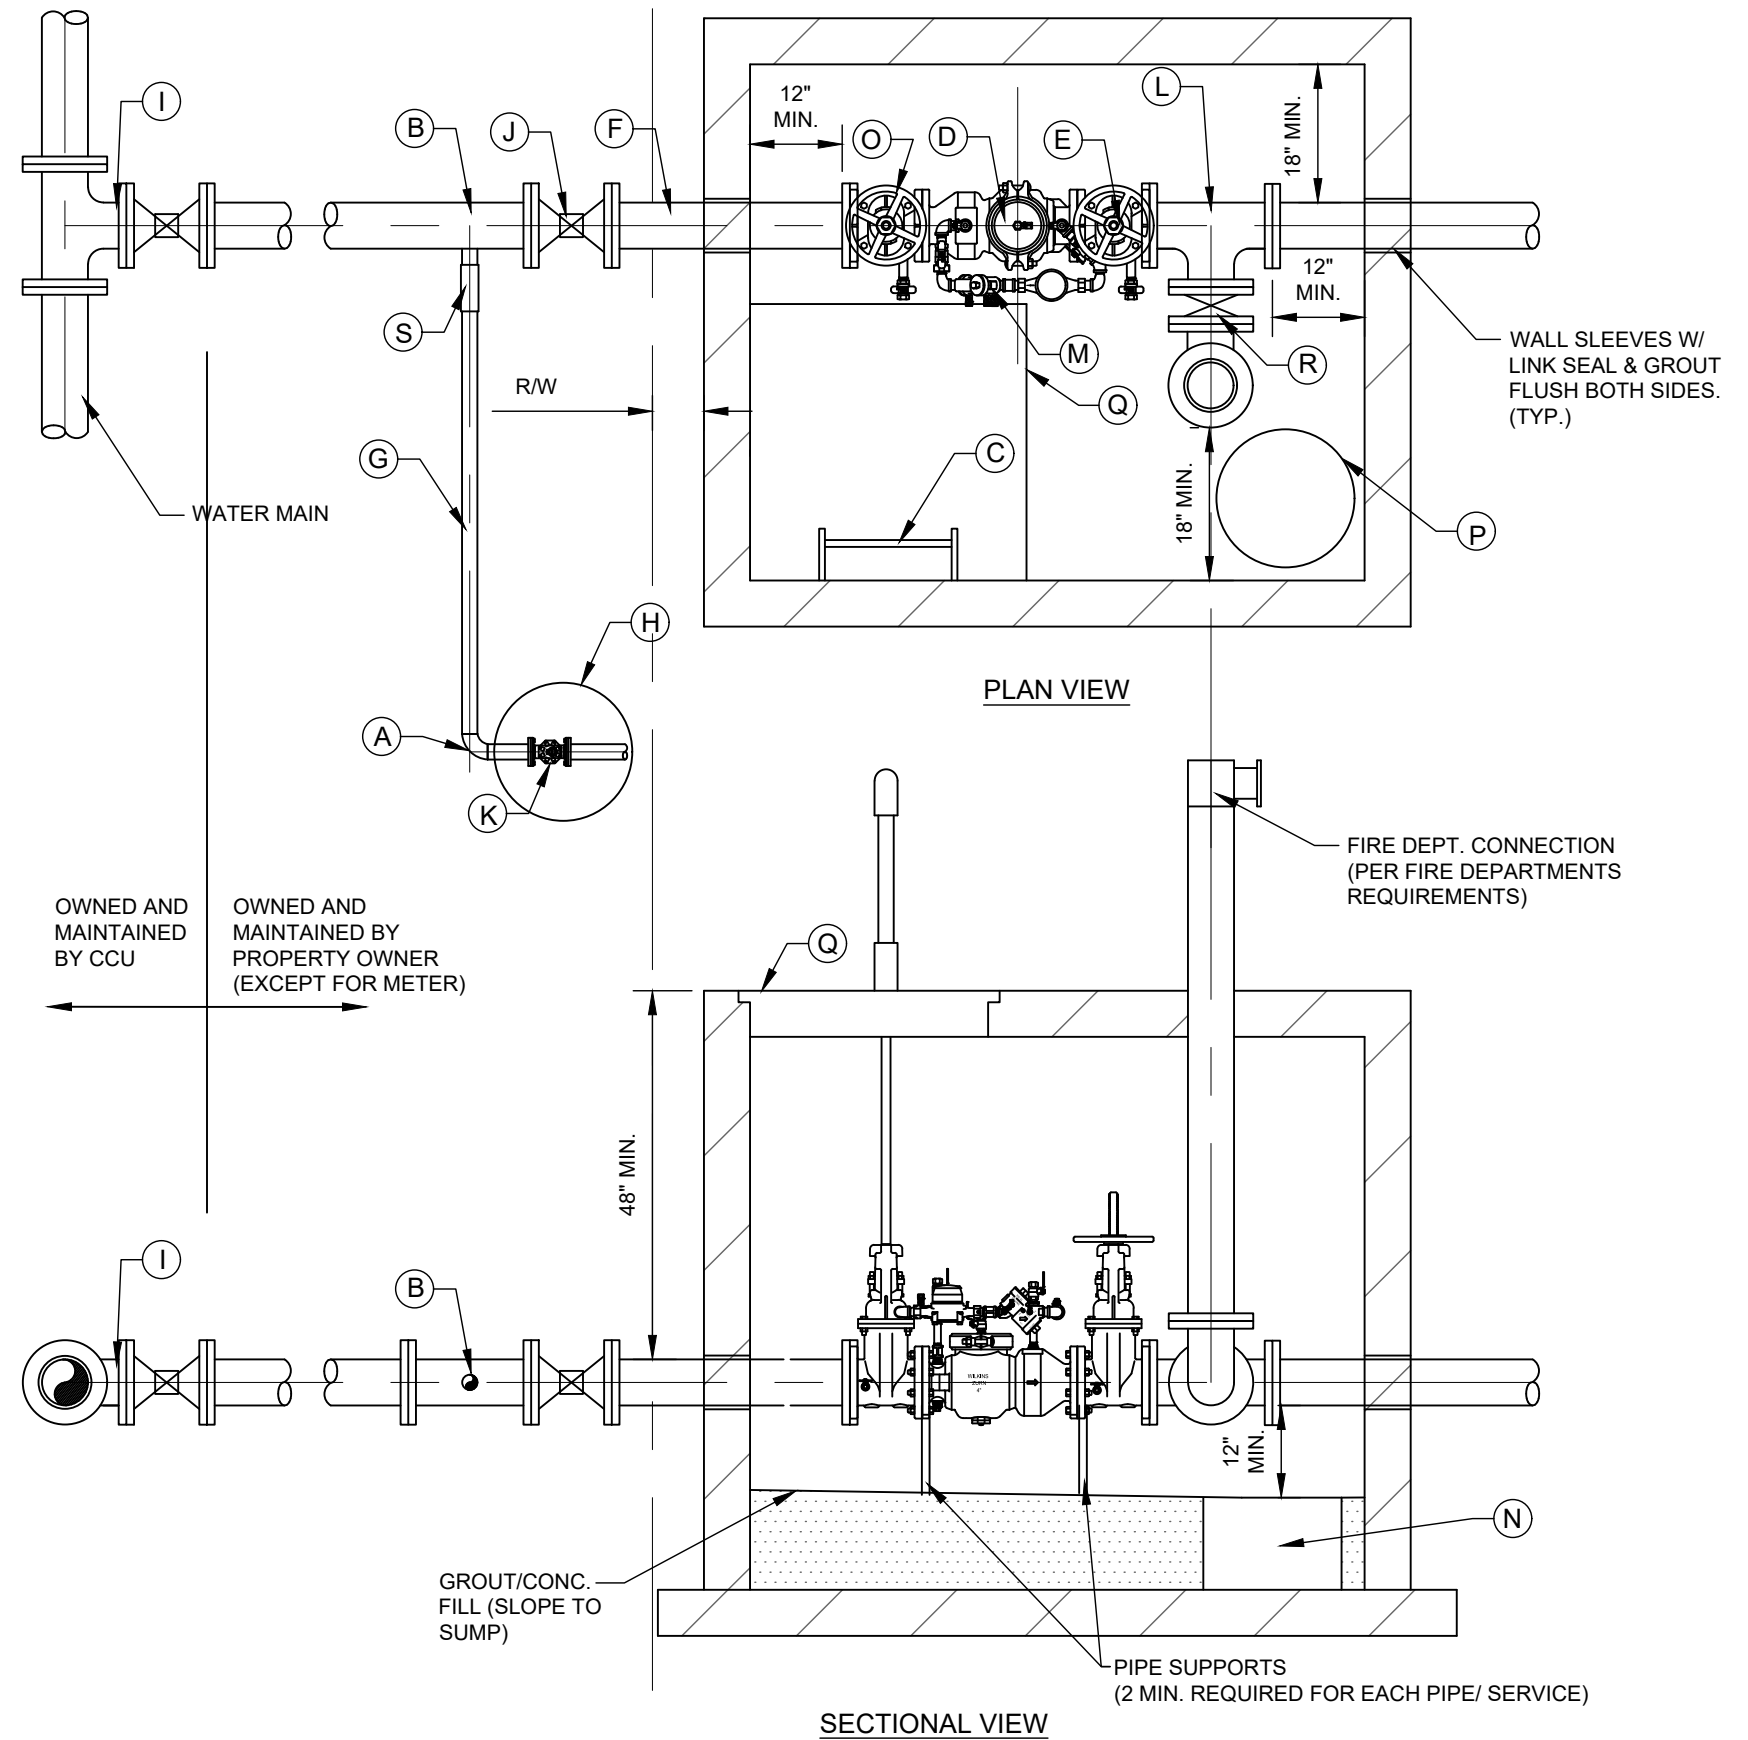 I
B
J
F
12"
MIN.
O
D
E
L
18" MIN.
12"
MIN.
S
M
R
WALL SLEEVES W/
LINK SEAL & GROUT
FLUSH BOTH SIDES.
(TYP.)
R/W
Q
G
C
18" MIN.
WATER MAIN
P
H
PLAN VIEW
A
K
FIRE DEPT. CONNECTION
(PER FIRE DEPARTMENTS
REQUIREMENTS)
OWNED AND
MAINTAINED
BY CCU
OWNED AND
MAINTAINED BY
PROPERTY OWNER
(EXCEPT FOR METER)
Q
48" MIN.
I
B
WILKINS
ZURN
4"
12"
MIN.
N
GROUT/CONC.
FILL (SLOPE TO
SUMP)
PIPE SUPPORTS
(2 MIN. REQUIRED FOR EACH PIPE/ SERVICE)
SECTIONAL VIEW